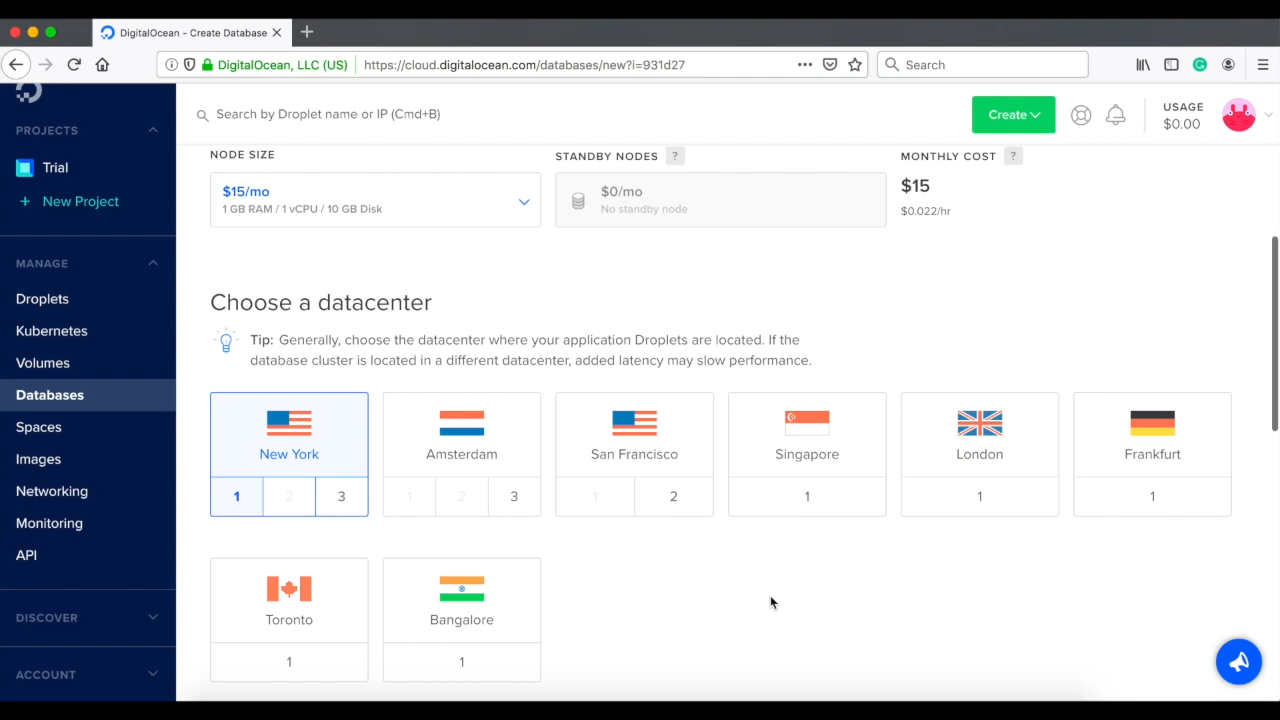 DigitalOcean - Create Database
DigitalOcean, LLC (US)
https://cloud.digitalocean.com/databases/new?i=931d27
Search
PROJECTS
Trial
+ New Project
MANAGE
Droplets
Kubernetes
Volumes
Databases
Spaces
Images
Networking
Monitoring
API
DISCOVER
ACCOUNT
Search by Droplet name or IP (Cmd+B)
Create
USAGE
$0.00
NODE SIZE
$15/mo
1 GB RAM / 1 vCPU / 10 GB Disk
STANDBY NODES ?
$0/mo
No standby node
MONTHLY COST ?
$15
$0.022/hr
Choose a datacenter
Tip: Generally, choose the datacenter where your application Droplets are located. If the
database cluster is located in a different datacenter, added latency may slow performance.
New York
1 2 3
Amsterdam
1 2 3
San Francisco
1 2
Singapore
1
London
1
Frankfurt
1
Toronto
1
Bangalore
1